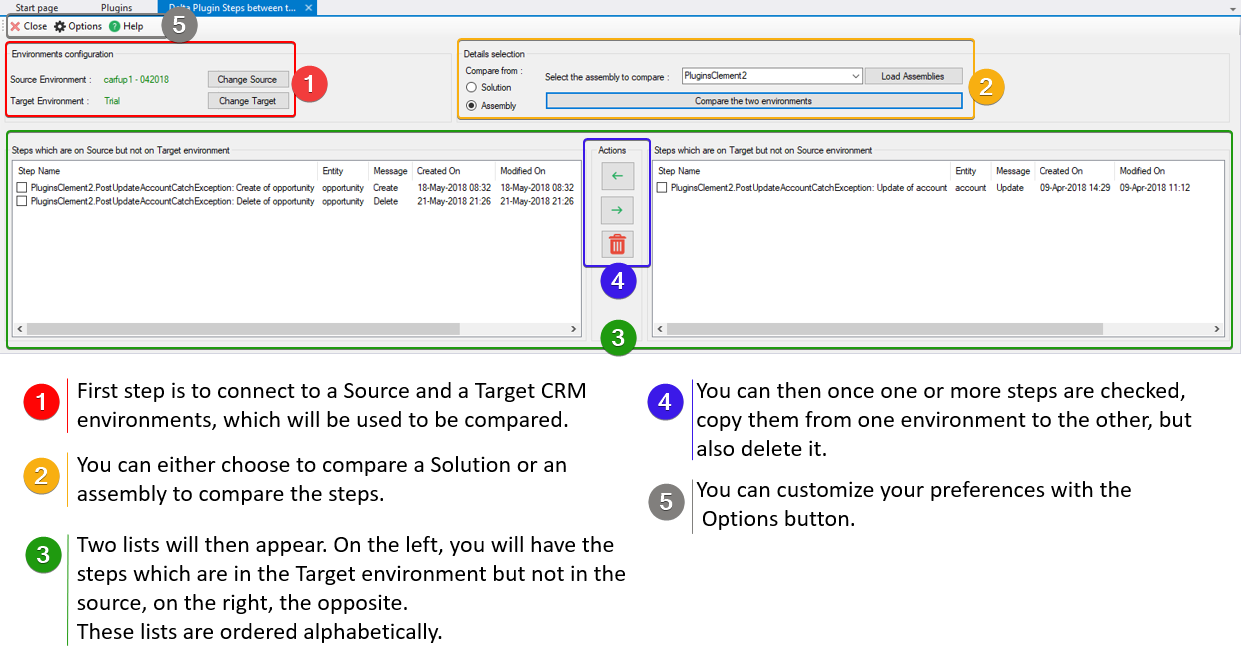 Start page Plugins Delta Plugin Steps between t...
Close Options Help 5
Environments configuration
Source Environment : carfup1 - 042018 Change Source
Target Environment : Trial Change Target
1
Details selection
Compare from :
Solution
Assembly
Select the assembly to compare : PluginsClement2 Load Assemblies
Compare the two environments
2
Steps which are on Source but not on Target environment
Step Name Entity Message Created On Modified On
PluginsClement2.PostUpdateAccountCatchException: Create of opportunity opportunity Create 18-May-2018 08:32 18-May-2018 08:32
PluginsClement2.PostUpdateAccountCatchException: Delete of opportunity opportunity Delete 21-May-2018 21:26 21-May-2018 21:26
Actions
4
3
Steps which are on Target but not on Source environment
Step Name Entity Message Created On Modified On
PluginsClement2.PostUpdateAccountCatchException: Update of account account Update 09-Apr-2018 14:29 09-Apr-2018 11:12
1
First step is to connect to a Source and a Target CRM
environments, which will be used to be compared.
2
You can either choose to compare a Solution or an
assembly to compare the steps.
3
Two lists will then appear. On the left, you will have the
steps which are in the Target environment but not in the
source, on the right, the opposite.
These lists are ordered alphabetically.
4
You can then once one or more steps are checked,
copy them from one environment to the other, but
also delete it.
5
You can customize your preferences with the
Options button.